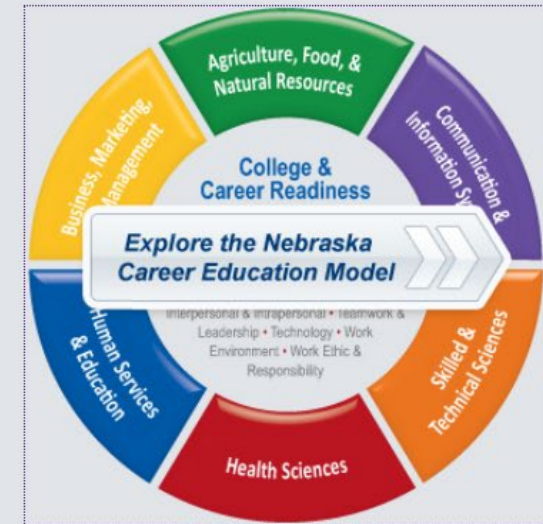 Agriculture, Food, &
Natural Resources
Communication &
Information
Business, Marketing,
Management
College &
Career Readiness
Explore the Nebraska
Career Education Model
Interpersonal & Intrapersonal • Teamwork &
Leadership • Technology • Work
Environment • Work Ethic &
Responsibility
Human Services
& Education
Skilled &
Technical Sciences
Health Sciences